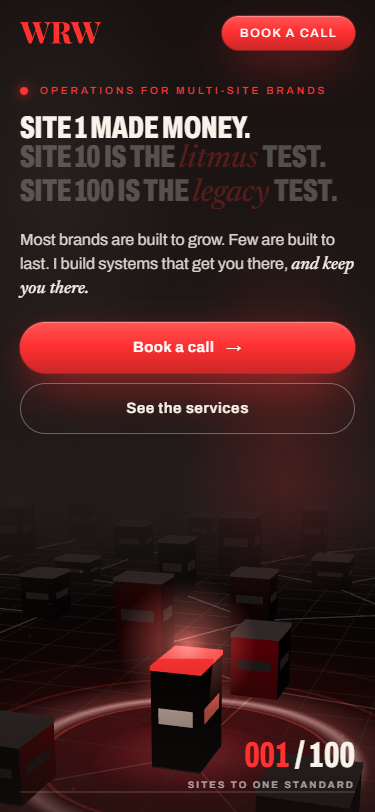 WRW
BOOK A CALL
OPERATIONS FOR MULTI-SITE BRANDS
SITE 1 MADE MONEY.
SITE 10 IS THE litmus TEST.
SITE 100 IS THE legacy TEST.
Most brands are built to grow. Few are built to
last. I build systems that get you there, and keep
you there.
Book a call →
See the services
001 / 100
SITES TO ONE STANDARD